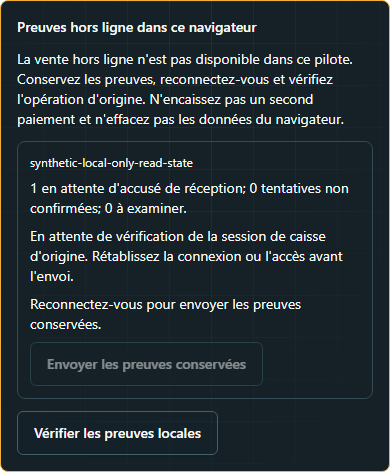 Preuves hors ligne dans ce navigateur
La vente hors ligne n'est pas disponible dans ce pilote.
Conservez les preuves, reconnectez-vous et vérifiez
l'opération d'origine. N'encaissez pas un second
paiement et n'effacez pas les données du navigateur.
synthetic-local-only-read-state
1 en attente d'accusé de réception; 0 tentatives non
confirmées; 0 à examiner.
En attente de vérification de la session de caisse
d'origine. Rétablissez la connexion ou l'accès avant
l'envoi.
Reconnectez-vous pour envoyer les preuves
conservées.
Envoyer les preuves conservées
Vérifier les preuves locales